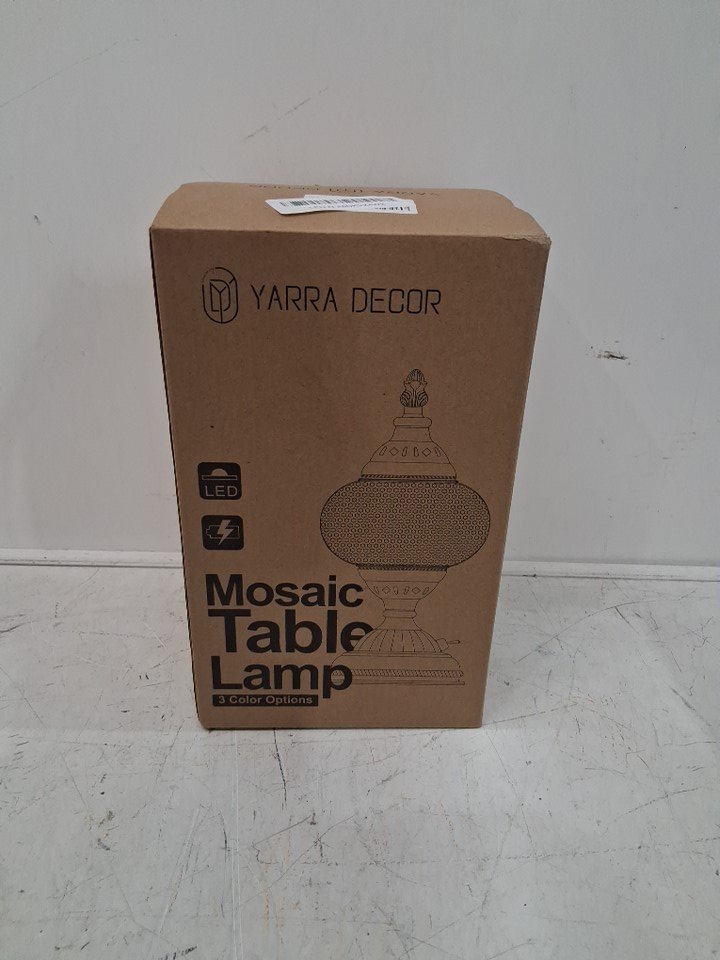 YARRA DECOR
LED
Mosaic
Table
Lamp
3 Color Options